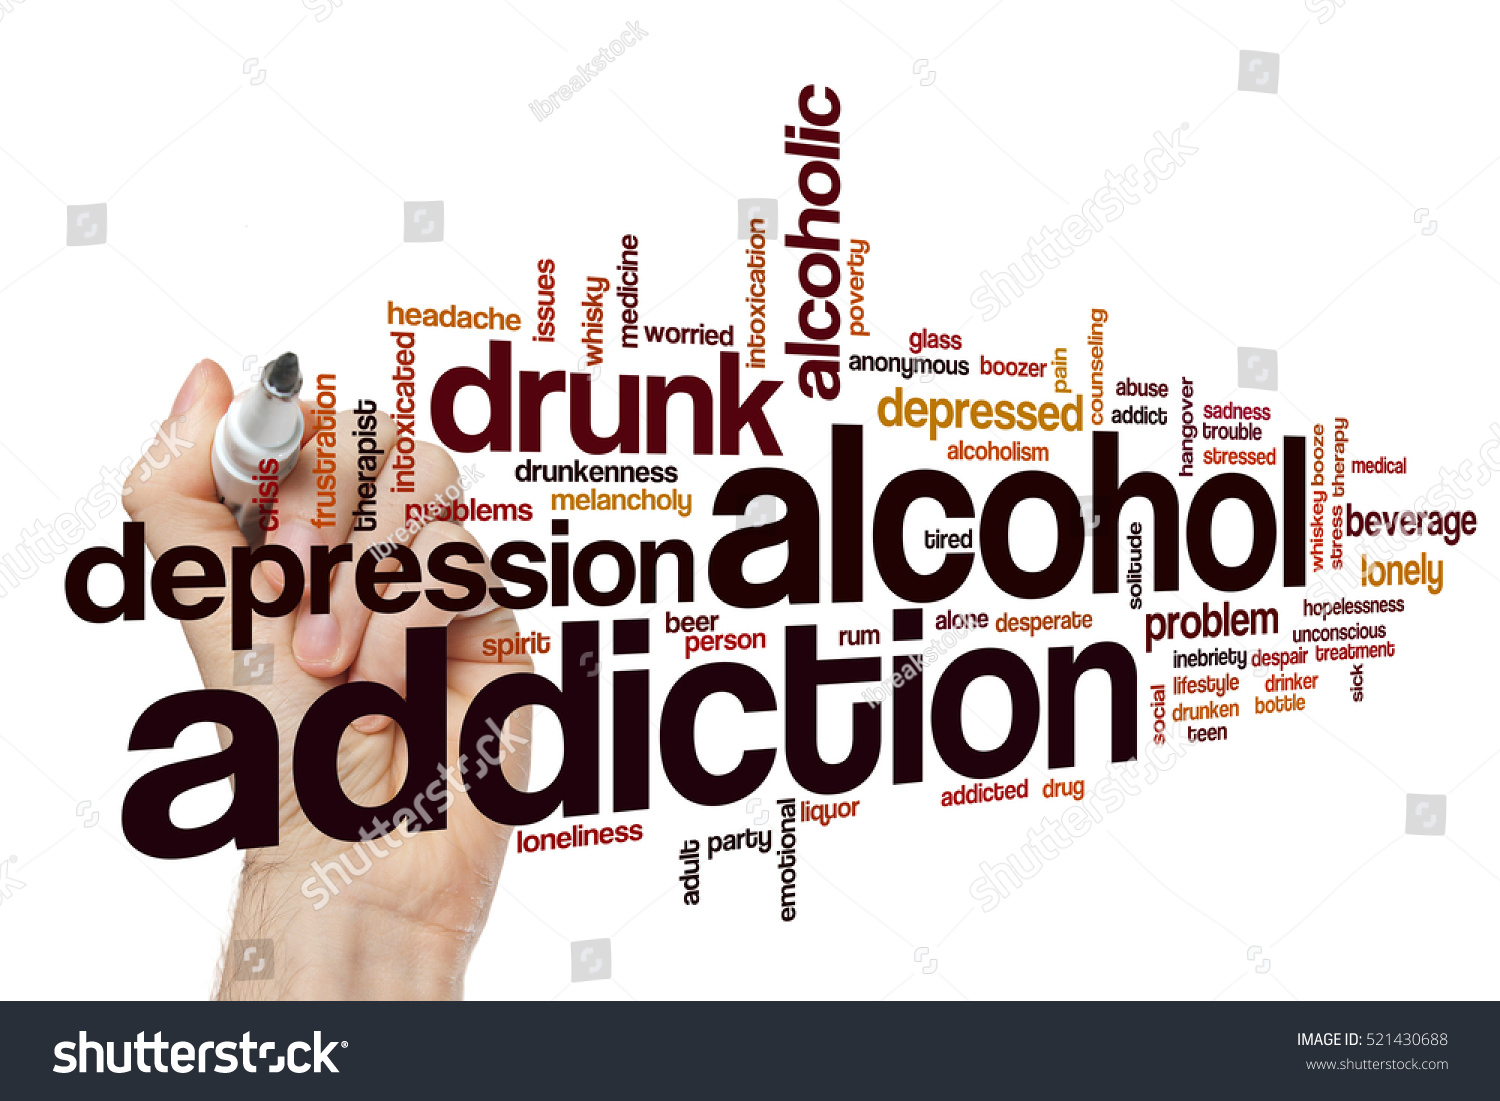 alcoholic
poverty
intoxication
medicine
issues
whisky
headache
worried
intoxicated
frustration
therapist
crisis
drunk
glass
anonymous
boozer
pain
counseling
depressed
abuse
addict
hangover
sadness
trouble
stressed
alcoholism
drunkenness
melancholy
problems
depression
alcohol
tired
solitude
booze
whiskey
therapy
stress
medical
beverage
lonely
addiction
spirit
beer
person
rum
alone
desperate
problem
hopelessness
unconscious
inebriety
despair
treatment
lifestyle
drinker
sick
social
drunken
bottle
teen
loneliness
adult
party
emotional
liquor
addicted
drug
ibreakstock
shutterstock
ibreakstock
ibreakstock
shutterstock
shutterstock
shutterstock
IMAGE ID: 521430688
www.shutterstock.com